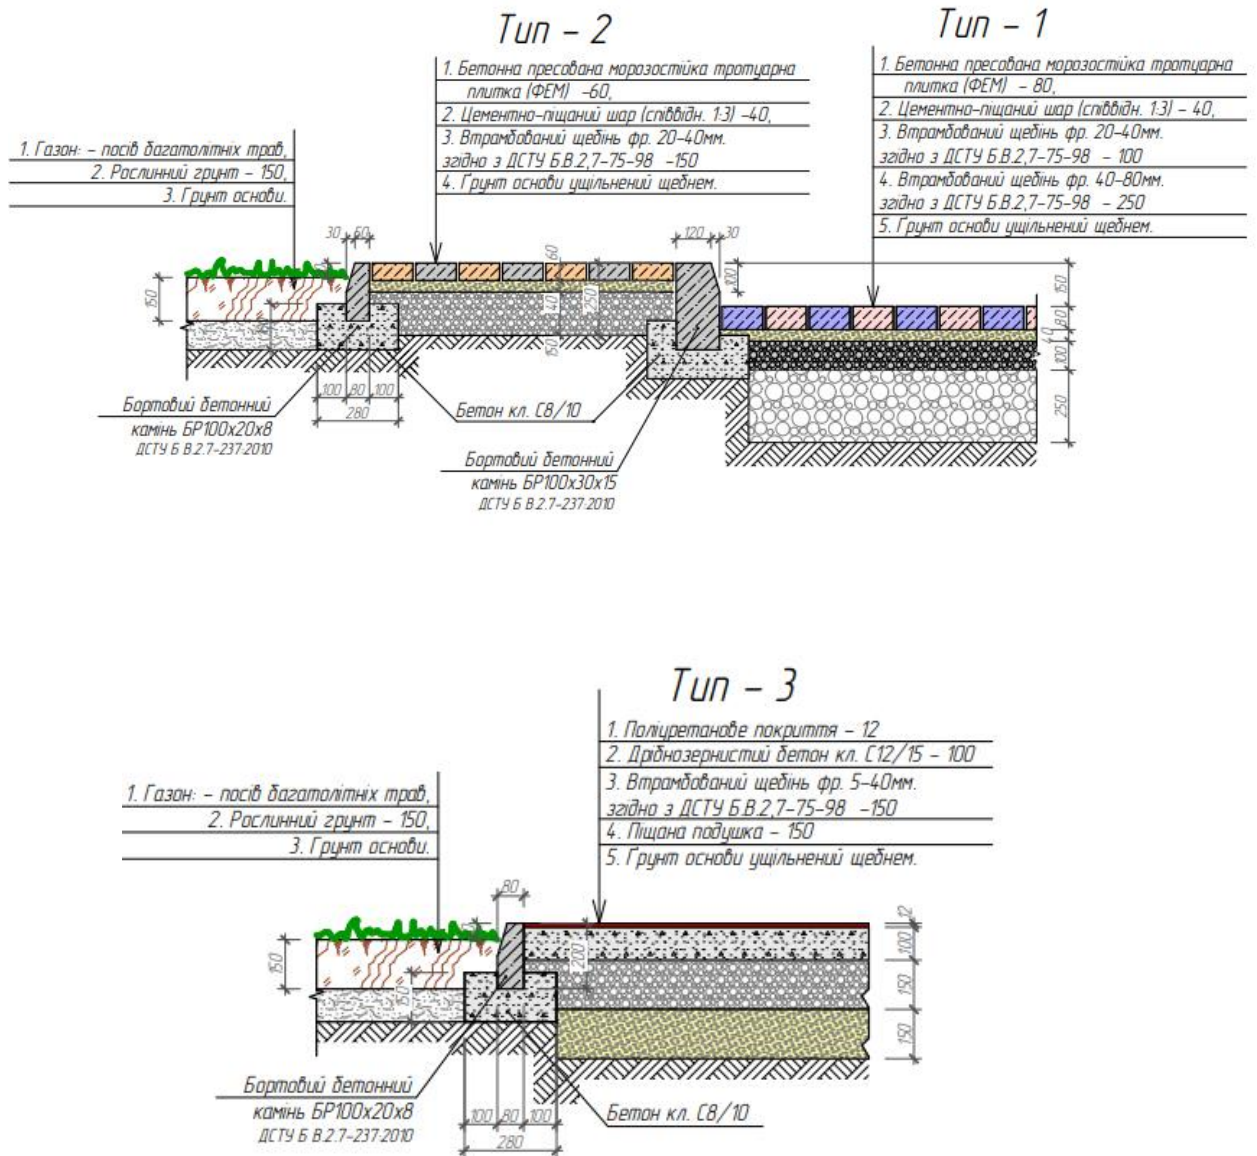 Тип – 2
1. Бетонна пресована морозостійка тротуарна
плитка (ФЕМ) –60,
2. Цементно-піщаний шар (співвідн. 1:3) –40,
3. Втрамбований щебінь фр. 20–40мм.
згідно з ДСТУ Б.В.2,7–75–98 –150
4. Ґрунт основи ущільнений щебнем.
Тип – 1
1. Бетонна пресована морозостійка тротуарна
плитка (ФЕМ) – 80,
2. Цементно-піщаний шар (співвідн. 1:3) – 40,
3. Втрамбований щебінь фр. 20–40мм.
згідно з ДСТУ Б.В.2,7–75–98 – 100
4. Втрамбований щебінь фр. 40–80мм.
згідно з ДСТУ Б.В.2,7–75–98 – 250
5. Ґрунт основи ущільнений щебнем.
1. Газон: – посів багатолітніх трав,
2. Рослинний грунт – 150,
3. Грунт основи.
30 60
120 30
60
40
150
250
100
150
150
80
40
100
250
100 80 100
280
Бортовий бетонний
камінь БР100х20х8
ДСТУ Б В.2.7–237:2010
Бетон кл. С8/10
Бортовий бетонний
камінь БР100х30х15
ДСТУ Б В.2.7–237:2010
Тип – 3
1. Поліуретанове покриття – 12
2. Дрібнозернистий бетон кл. С12/15 – 100
3. Втрамбований щебінь фр. 5–40мм.
згідно з ДСТУ Б.В.2,7–75–98 –150
4. Піщана подушка – 150
5. Ґрунт основи ущільнений щебнем.
1. Газон: – посів багатолітніх трав,
2. Рослинний грунт – 150,
3. Грунт основи.
80
200
150
150
12
100
150
150
Бортовий бетонний
камінь БР100х20х8
ДСТУ Б В.2.7–237:2010
100 80 100
280
Бетон кл. С8/10